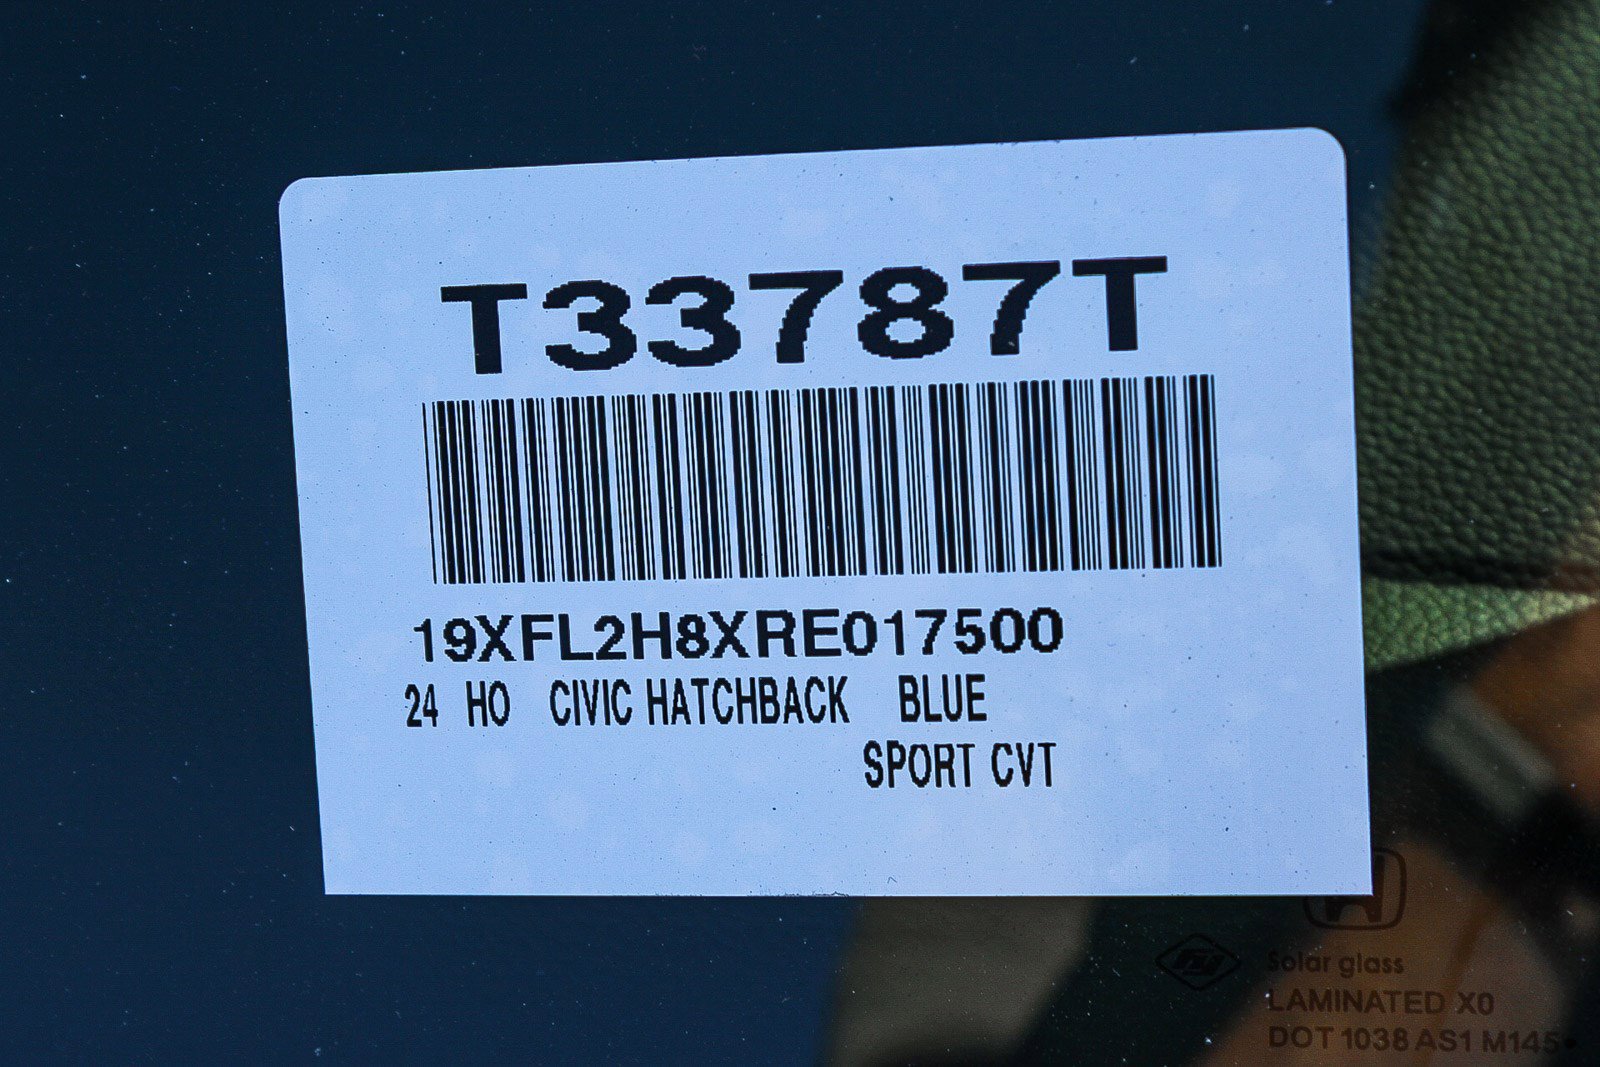 T33787T
19XFL2H8XRE017500
24 HO CIVIC HATCHBACK BLUE
SPORT CVT
Solar glass
LAMINATED X0
DOT 1038 AS1 M145